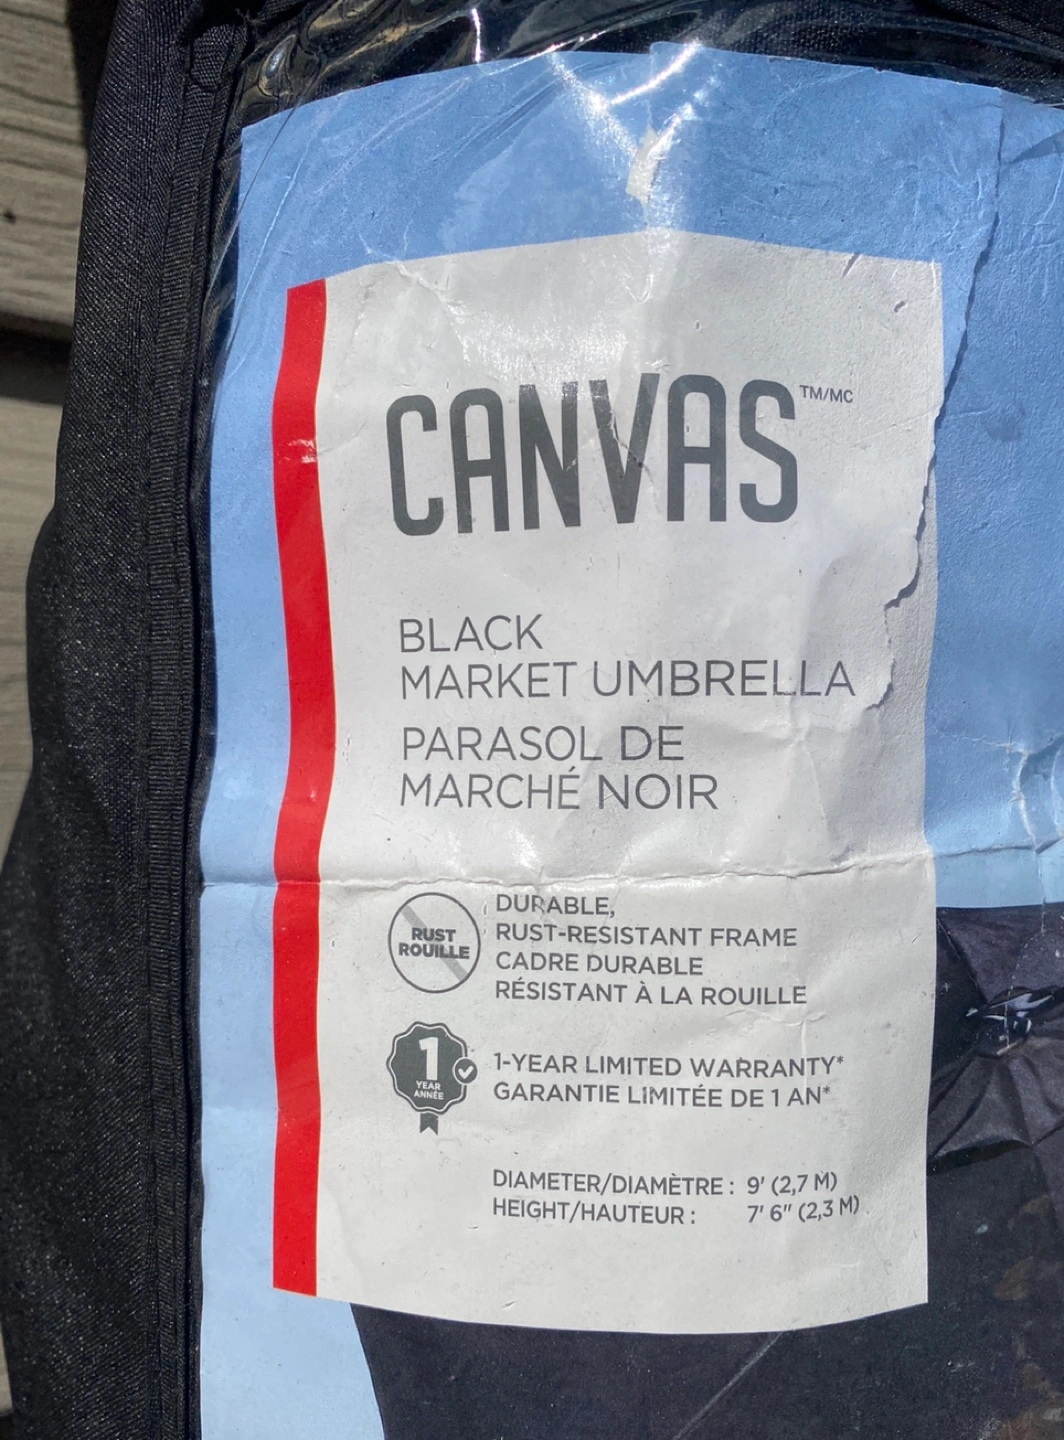 CANVAS™/MC
BLACK
MARKET UMBRELLA
PARASOL DE
MARCHÉ NOIR
RUST
ROUILLE
DURABLE,
RUST-RESISTANT FRAME
CADRE DURABLE
RÉSISTANT À LA ROUILLE
1
YEAR
ANNÉE
1-YEAR LIMITED WARRANTY*
GARANTIE LIMITÉE DE 1 AN*
DIAMETER/DIAMÈTRE : 9' (2,7 M)
HEIGHT/HAUTEUR : 7' 6" (2,3 M)